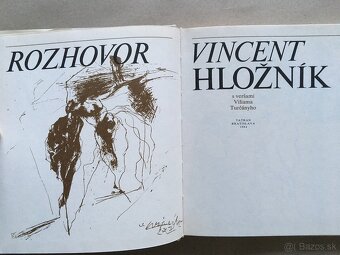 ROZHOVOR
VINCENT
HLOŽNÍK
s veršami
Viliama
Turčányho
TATRAN
BRATISLAVA
© Bazos.sk